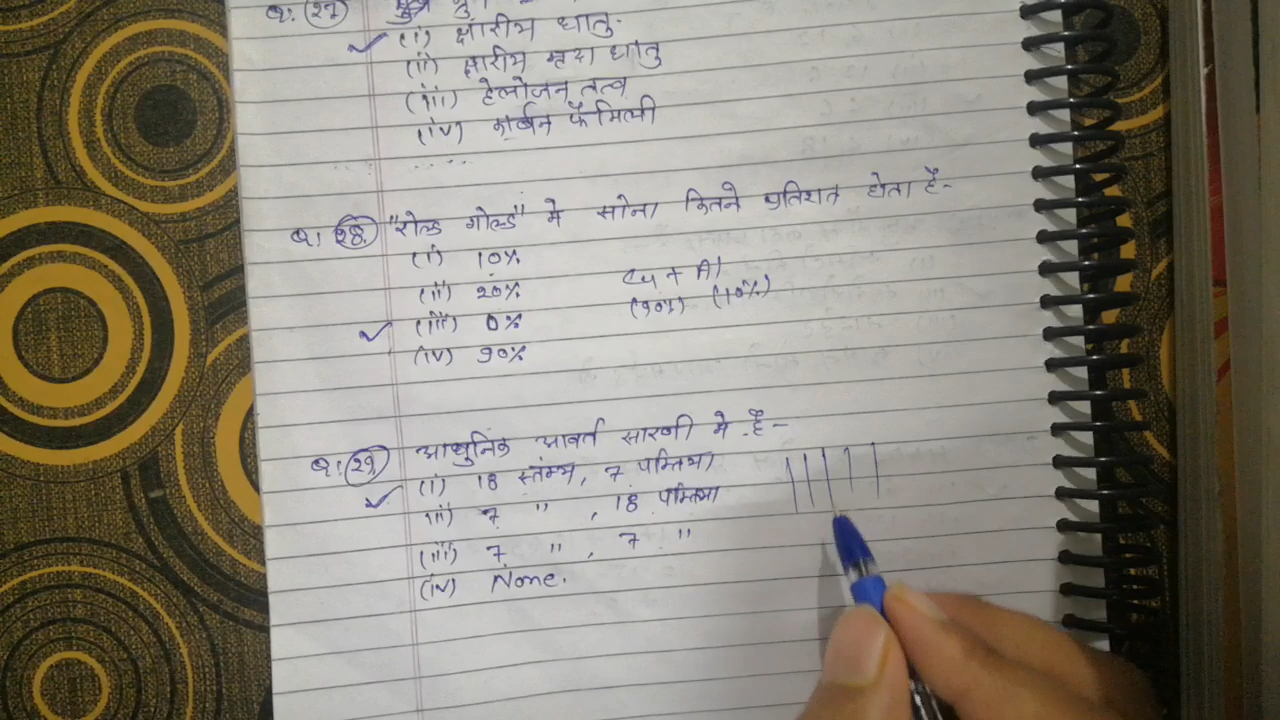 Q. (27)
(i) क्षारीय धातु.
(ii) क्षारीय मृदा धातु
(iii) हेलोजन तत्व
(iv) कार्बन फैमिली
Q. (28) "रोल्ड गोल्ड" मे सोना कितने प्रतिशत होता है-
(i) 10%
(ii) 20% Cu + Al
(iii) 0% (90%) (10%)
(iv) 90%
Q. (29) आधुनिक आवर्त सारणी मे है-
(i) 18 स्तंम्भ, 7 पंक्तिया
(ii) 7 " , 18 पंक्तिया
(iii) 7 " , 7 "
(iv) None.